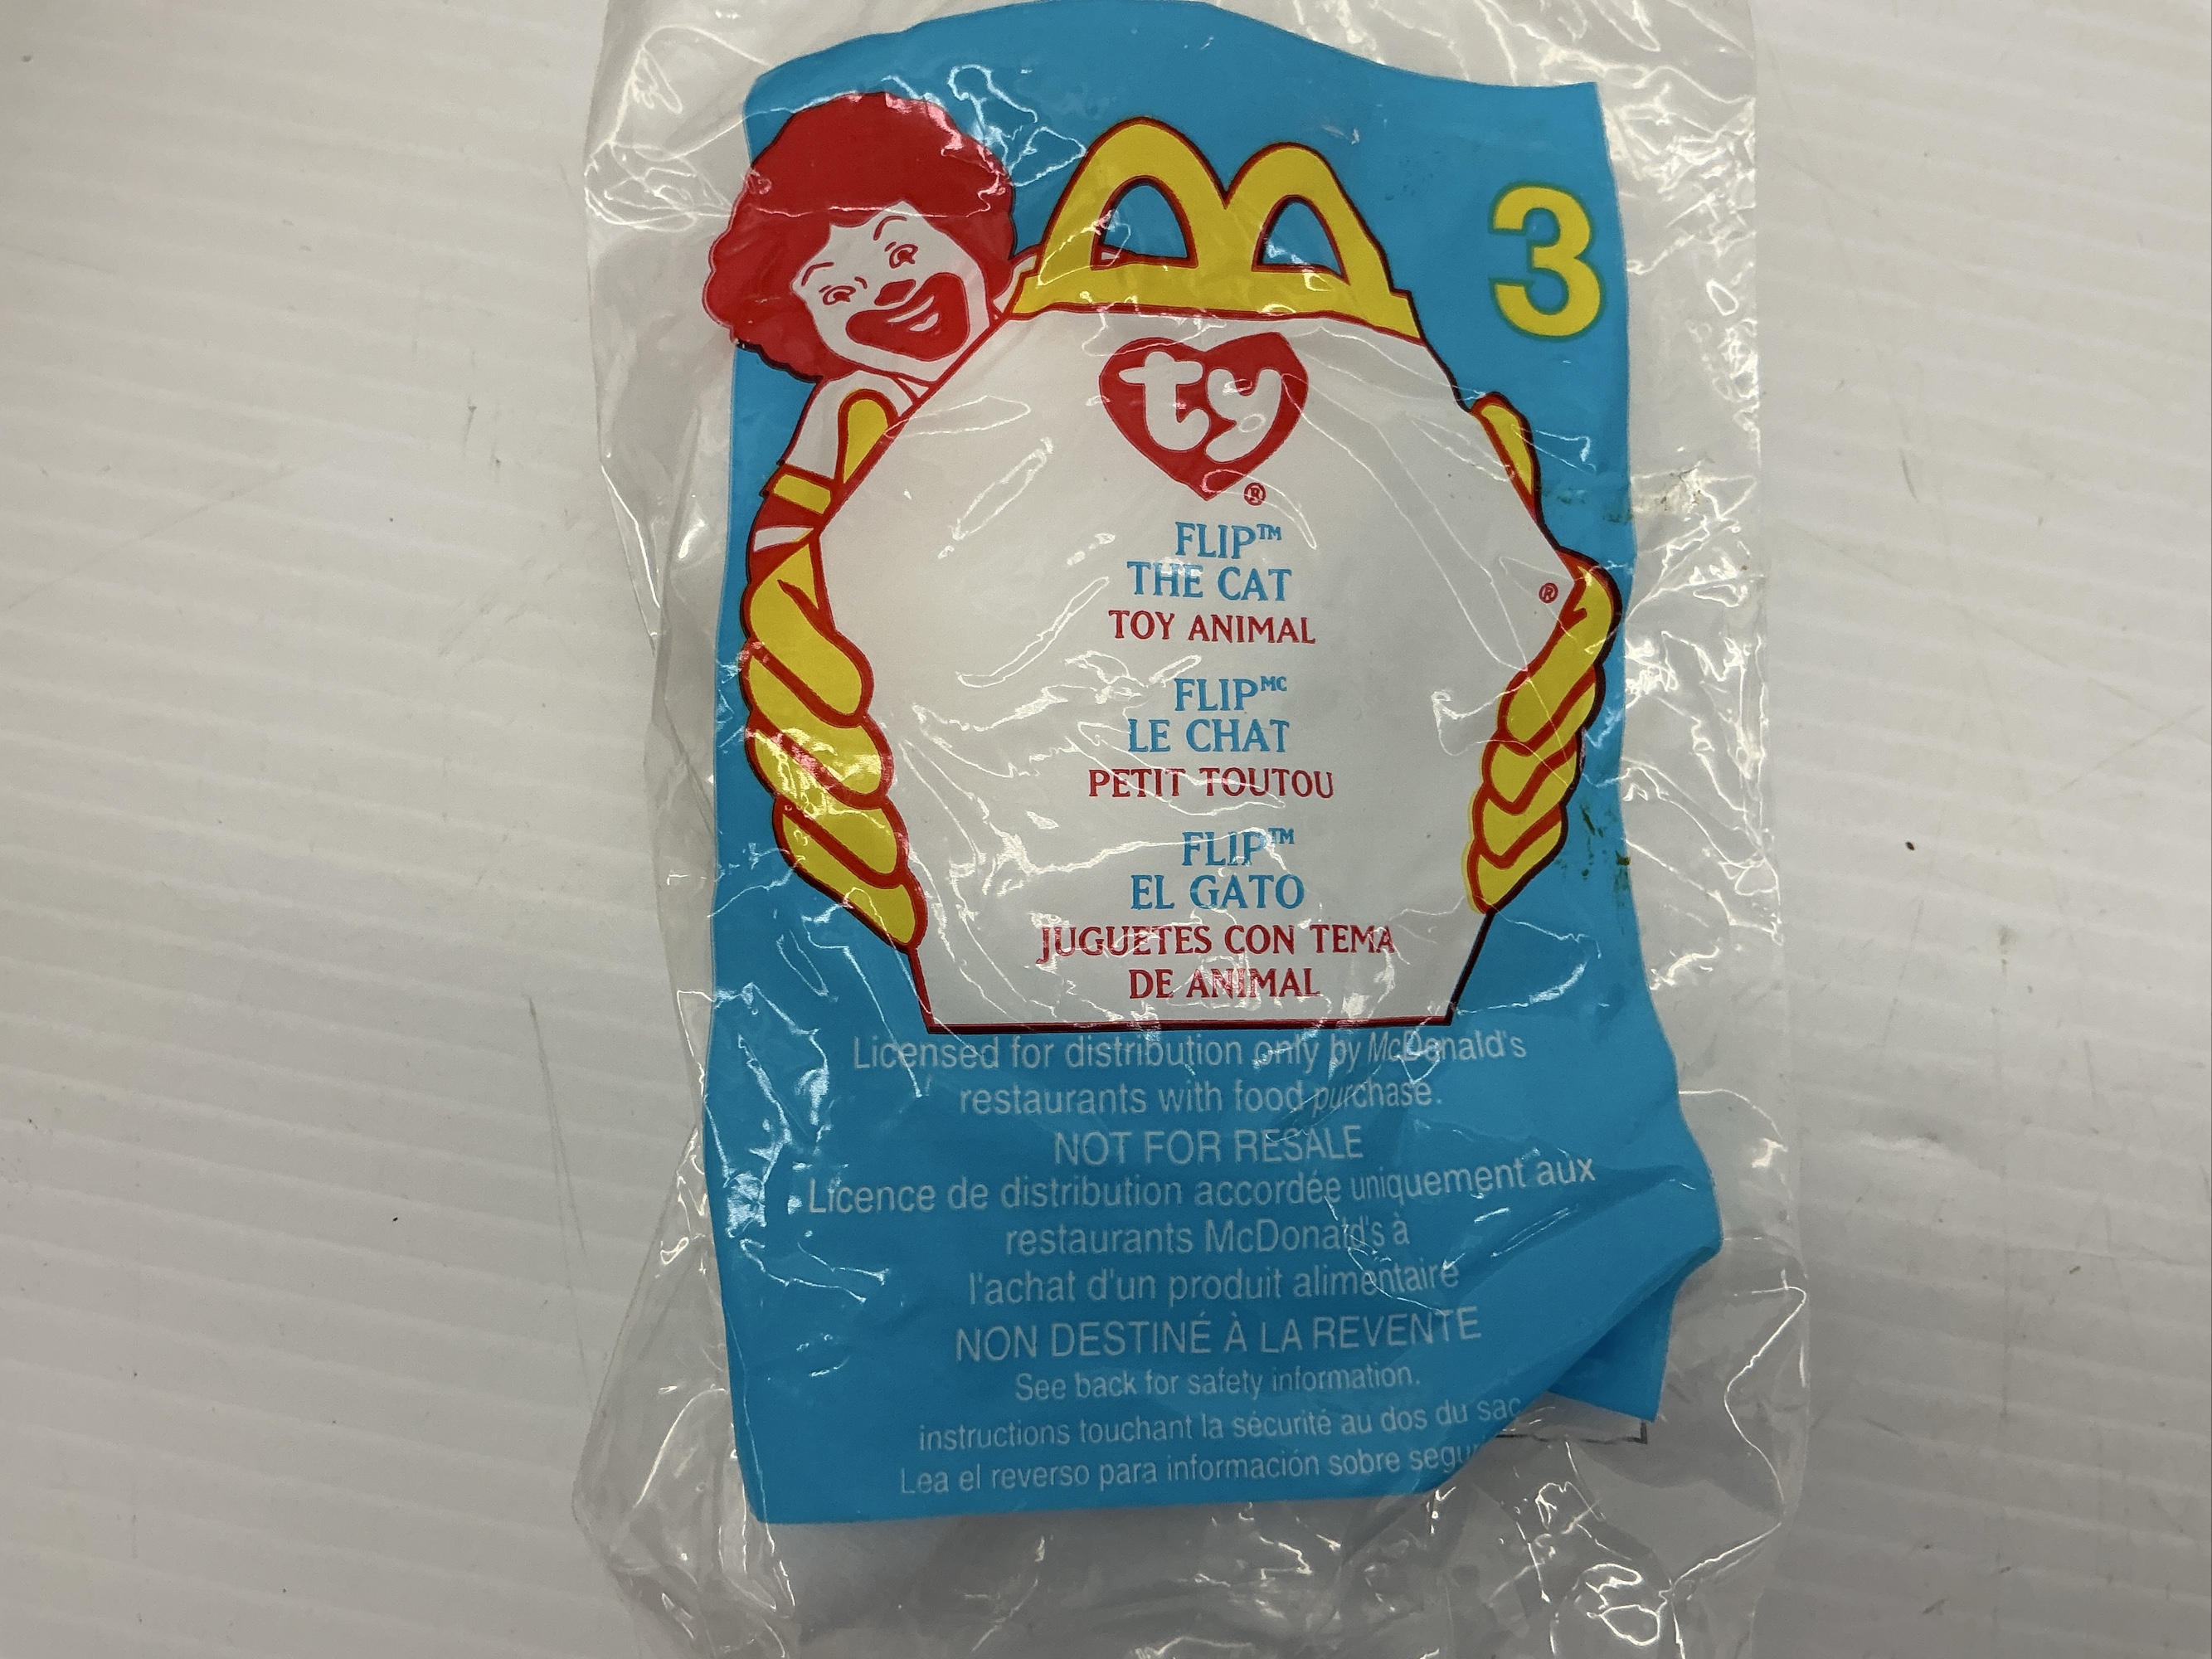 3
ty®
FLIP™
THE CAT
®
TOY ANIMAL
FLIPMC
LE CHAT
PETIT TOUTOU
FLIP™
EL GATO
JUGUETES CON TEMA
DE ANIMAL
Licensed for distribution only by McDonald's
restaurants with food purchase.
NOT FOR RESALE
Licence de distribution accordée uniquement aux
restaurants McDonald's à
l'achat d'un produit alimentaire
NON DESTINÉ À LA REVENTE
See back for safety information.
instructions touchant la sécurité au dos du sac
Lea el reverso para información sobre segu